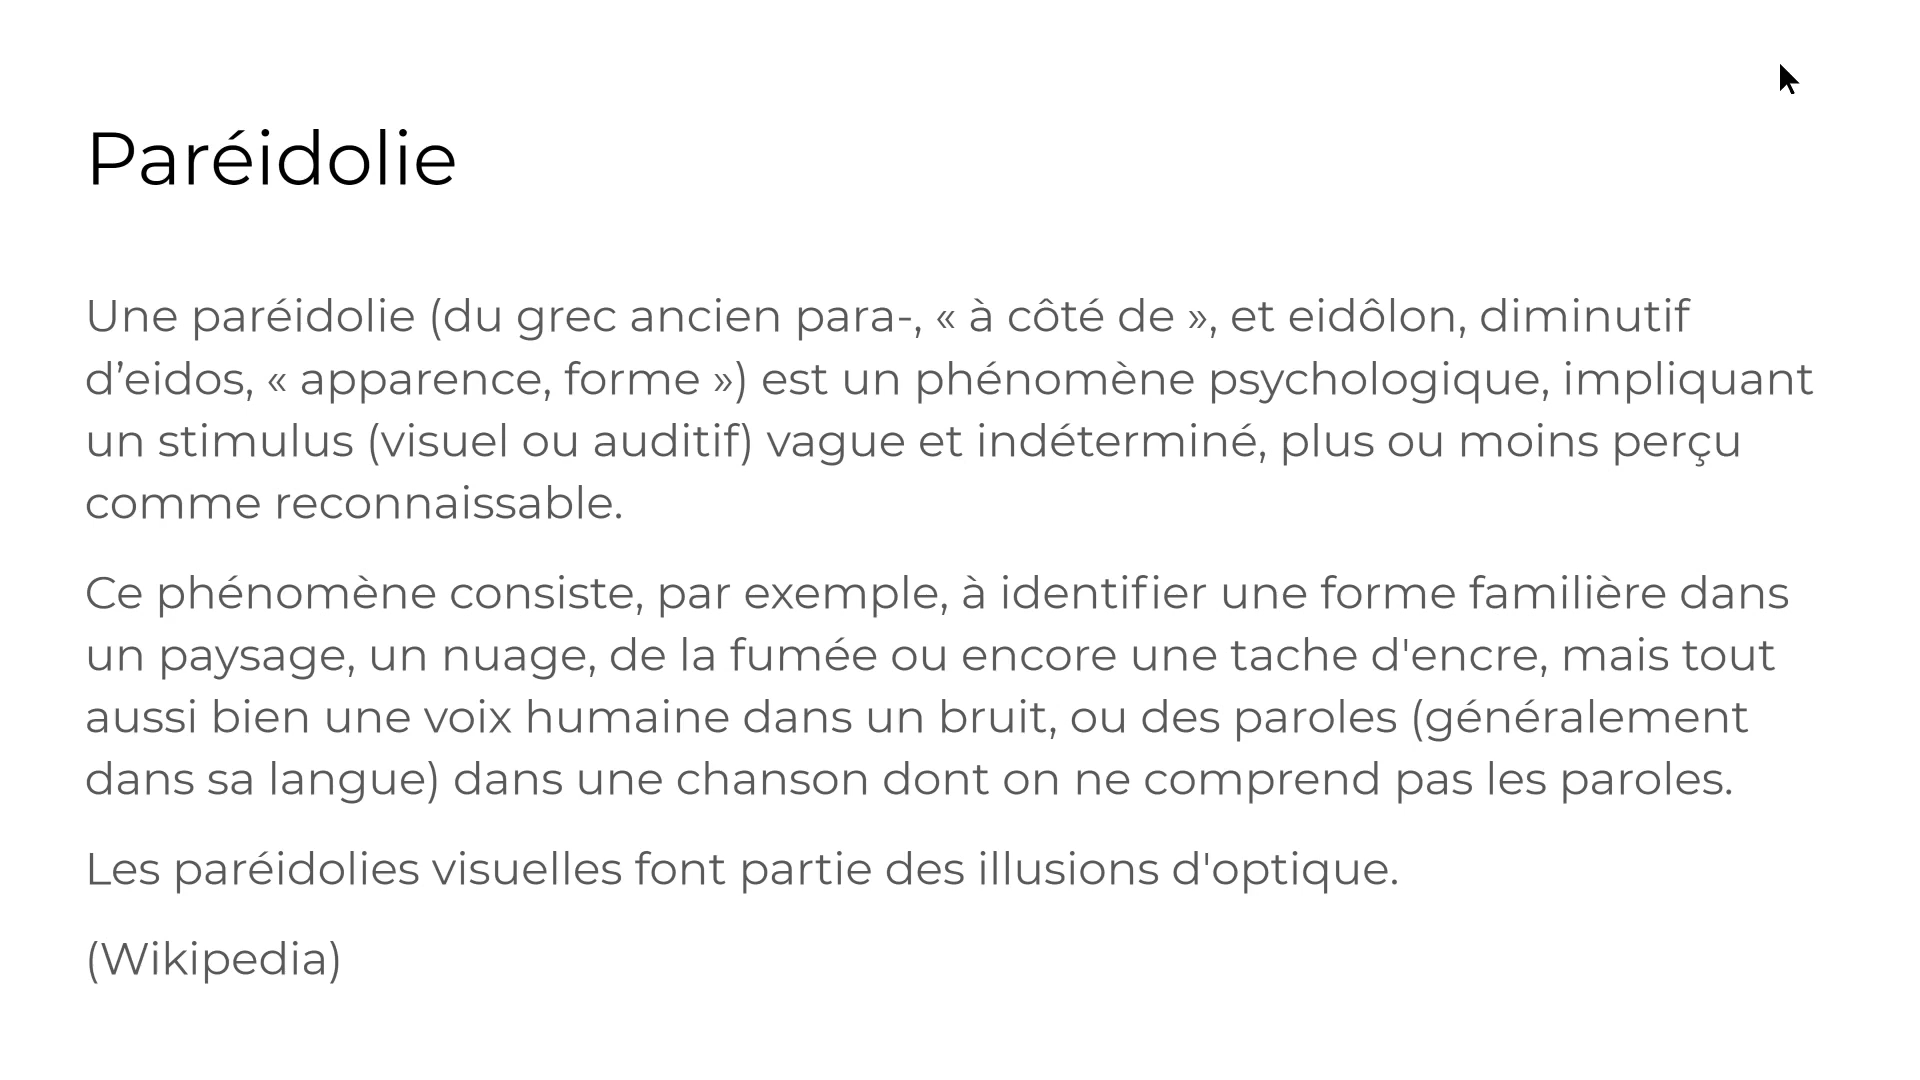 Paréidolie
Une paréidolie (du grec ancien para-, « à côté de », et eidôlon, diminutif
d’eidos, « apparence, forme ») est un phénomène psychologique, impliquant
un stimulus (visuel ou auditif) vague et indéterminé, plus ou moins perçu
comme reconnaissable.
Ce phénomène consiste, par exemple, à identifier une forme familière dans
un paysage, un nuage, de la fumée ou encore une tache d'encre, mais tout
aussi bien une voix humaine dans un bruit, ou des paroles (généralement
dans sa langue) dans une chanson dont on ne comprend pas les paroles.
Les paréidolies visuelles font partie des illusions d'optique.
(Wikipedia)